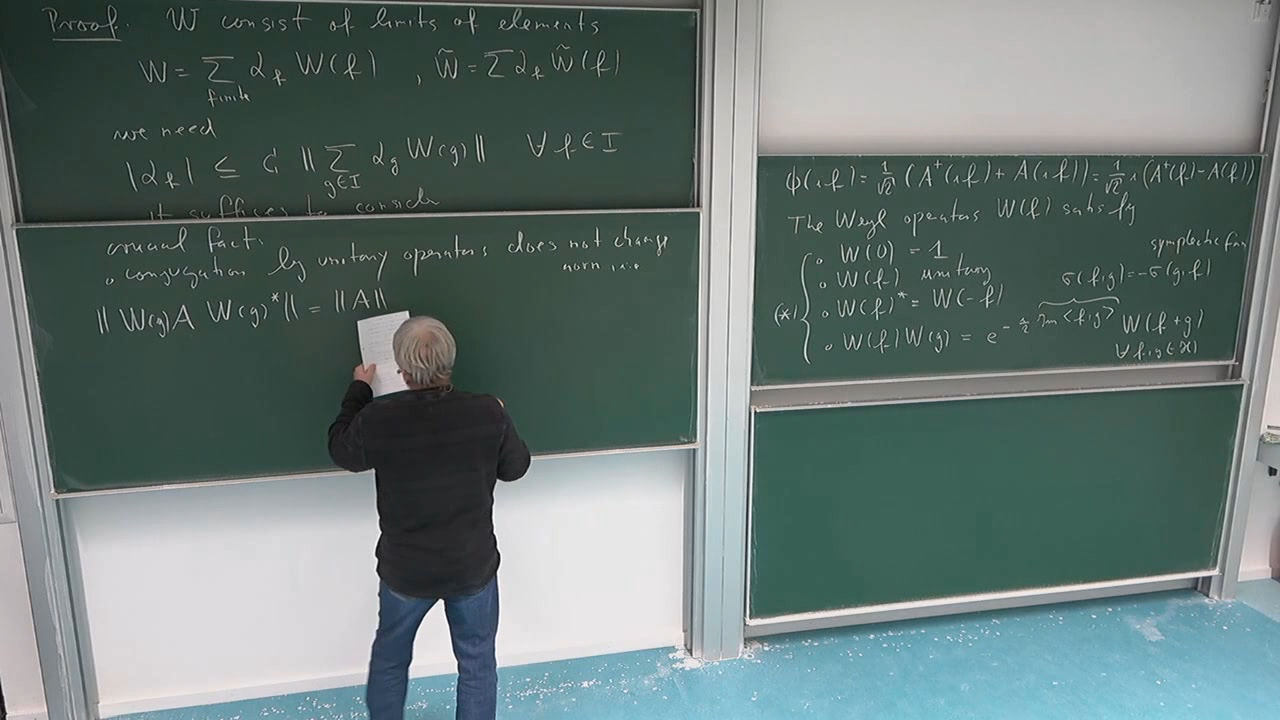 Proof. W consist of limits of elements
W = ∑_{finite} α_f W(f) , W̃ = ∑ α_f W̃(f)
we need
|α_f| ≤ C ‖ ∑_{g∈I} α_g W(g) ‖ ∀ f ∈ I
it suffices to consider
crucial fact:
∘ conjugation by unitary operators does not change
norm i.e
‖ W(g) A W(g)* ‖ = ‖A‖
ϕ(if) = 1/√2 (A⁺(if) + A(if)) = 1/√2 i (A⁺(f) - A(f))
The Weyl operators W(f) satisfy
∘ W(0) = 1
symplectic form
∘ W(f) unitary
σ(f,g) = -σ(g,f)
(*) ∘ W(f)* = W(-f)
∘ W(f) W(g) = e^{-i/2 Im<f,g>} W(f+g)
∀ f,g ∈ H